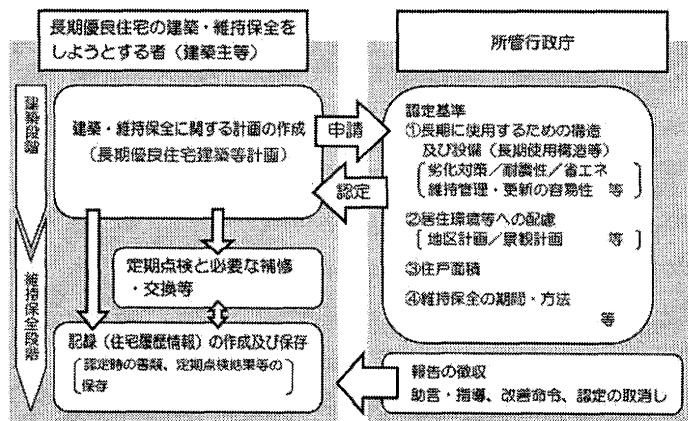 長期優良住宅の建築・維持保全を
しようとする者（建築主等）
所管行政庁
建築段階
維持保全段階
建築・維持保全に関する計画の作成
（長期優良住宅建築等計画）
申請
認定
認定基準
①長期に使用するための構造
及び設備（長期使用構造等）
劣化対策／耐震性／省エネ
維持管理・更新の容易性 等
②居住環境等への配慮
［地区計画／景観計画 等］
③住戸面積
④維持保全の期間・方法
等
定期点検と必要な補修
・交換等
記録（住宅履歴情報）の作成及び保存
認定時の書類、定期点検結果等の
保存
報告の徴収
助言・指導、改善命令、認定の取消し